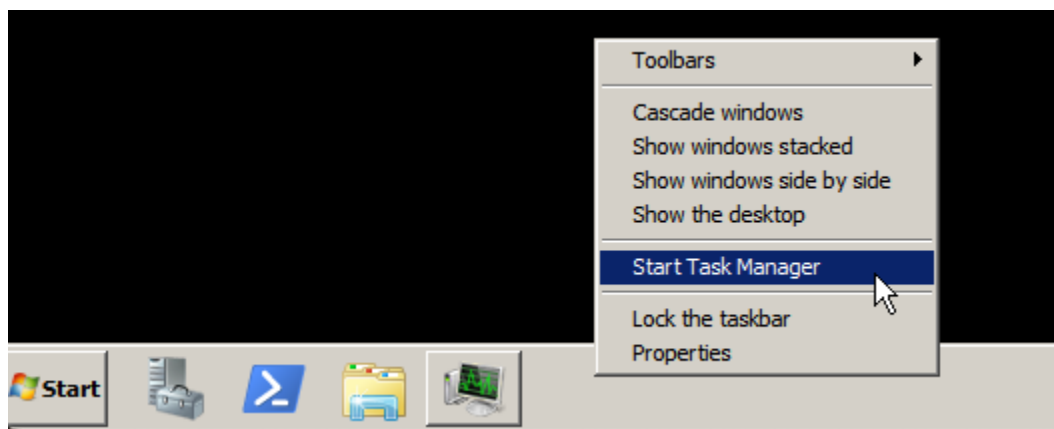 Toolbars
Cascade windows
Show windows stacked
Show windows side by side
Show the desktop
Start Task Manager
Lock the taskbar
Properties
Start